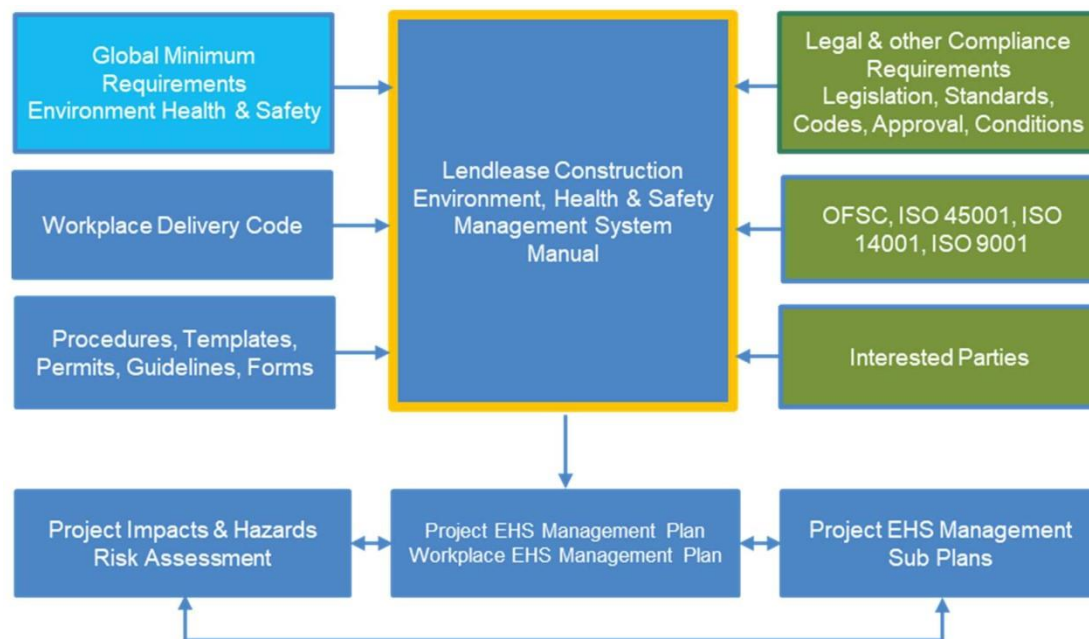 Global Minimum
Requirements
Environment Health & Safety
Legal & other Compliance
Requirements
Legislation, Standards,
Codes, Approval, Conditions
Lendlease Construction
Environment, Health & Safety
Management System
Manual
Workplace Delivery Code
OFSC, ISO 45001, ISO
14001, ISO 9001
Procedures, Templates,
Permits, Guidelines, Forms
Interested Parties
Project Impacts & Hazards
Risk Assessment
Project EHS Management Plan
Workplace EHS Management Plan
Project EHS Management
Sub Plans